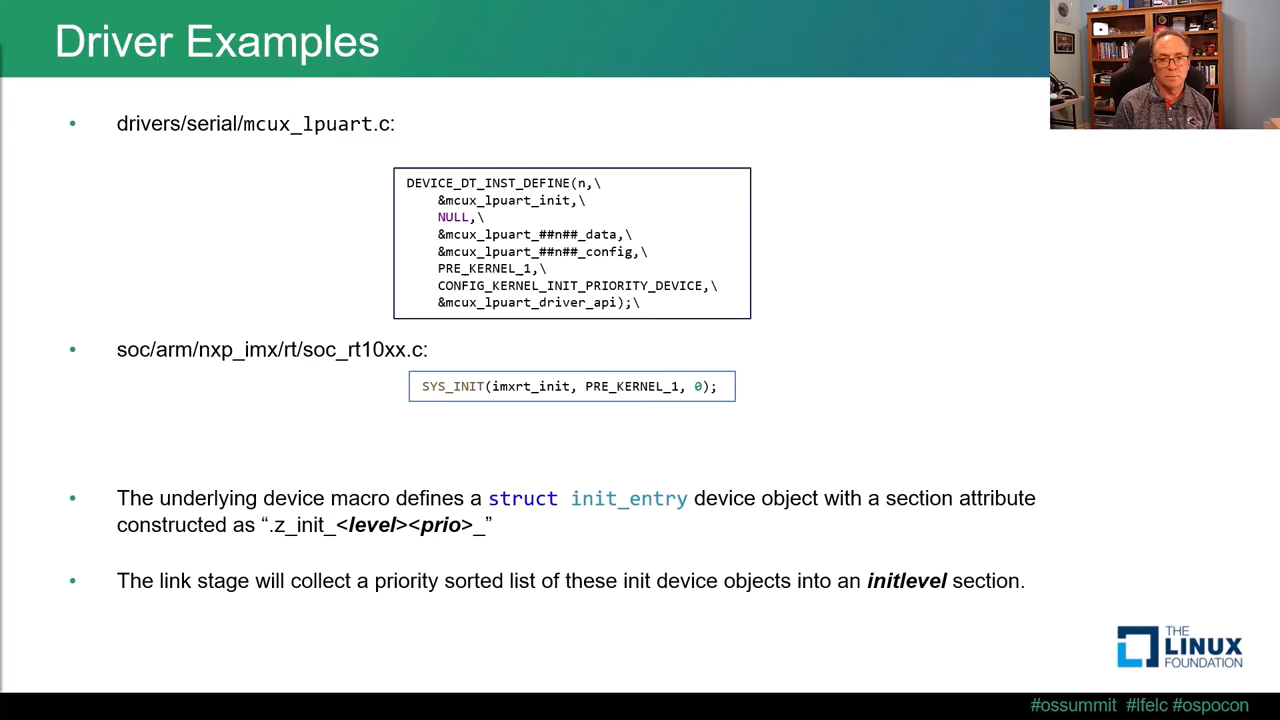 Driver Examples
• drivers/serial/mcux_lpuart.c:
DEVICE_DT_INST_DEFINE(n,\
&mcux_lpuart_init,\
NULL,\
&mcux_lpuart_##n##_data,\
&mcux_lpuart_##n##_config,\
PRE_KERNEL_1,\
CONFIG_KERNEL_INIT_PRIORITY_DEVICE,\
&mcux_lpuart_driver_api);\
• soc/arm/nxp_imx/rt/soc_rt10xx.c:
SYS_INIT(imxrt_init, PRE_KERNEL_1, 0);
• The underlying device macro defines a struct init_entry device object with a section attribute
constructed as “.z_init_<level><prio>_”
• The link stage will collect a priority sorted list of these init device objects into an initlevel section.
THE
LINUX
FOUNDATION
#ossummit #lfelc #ospocon